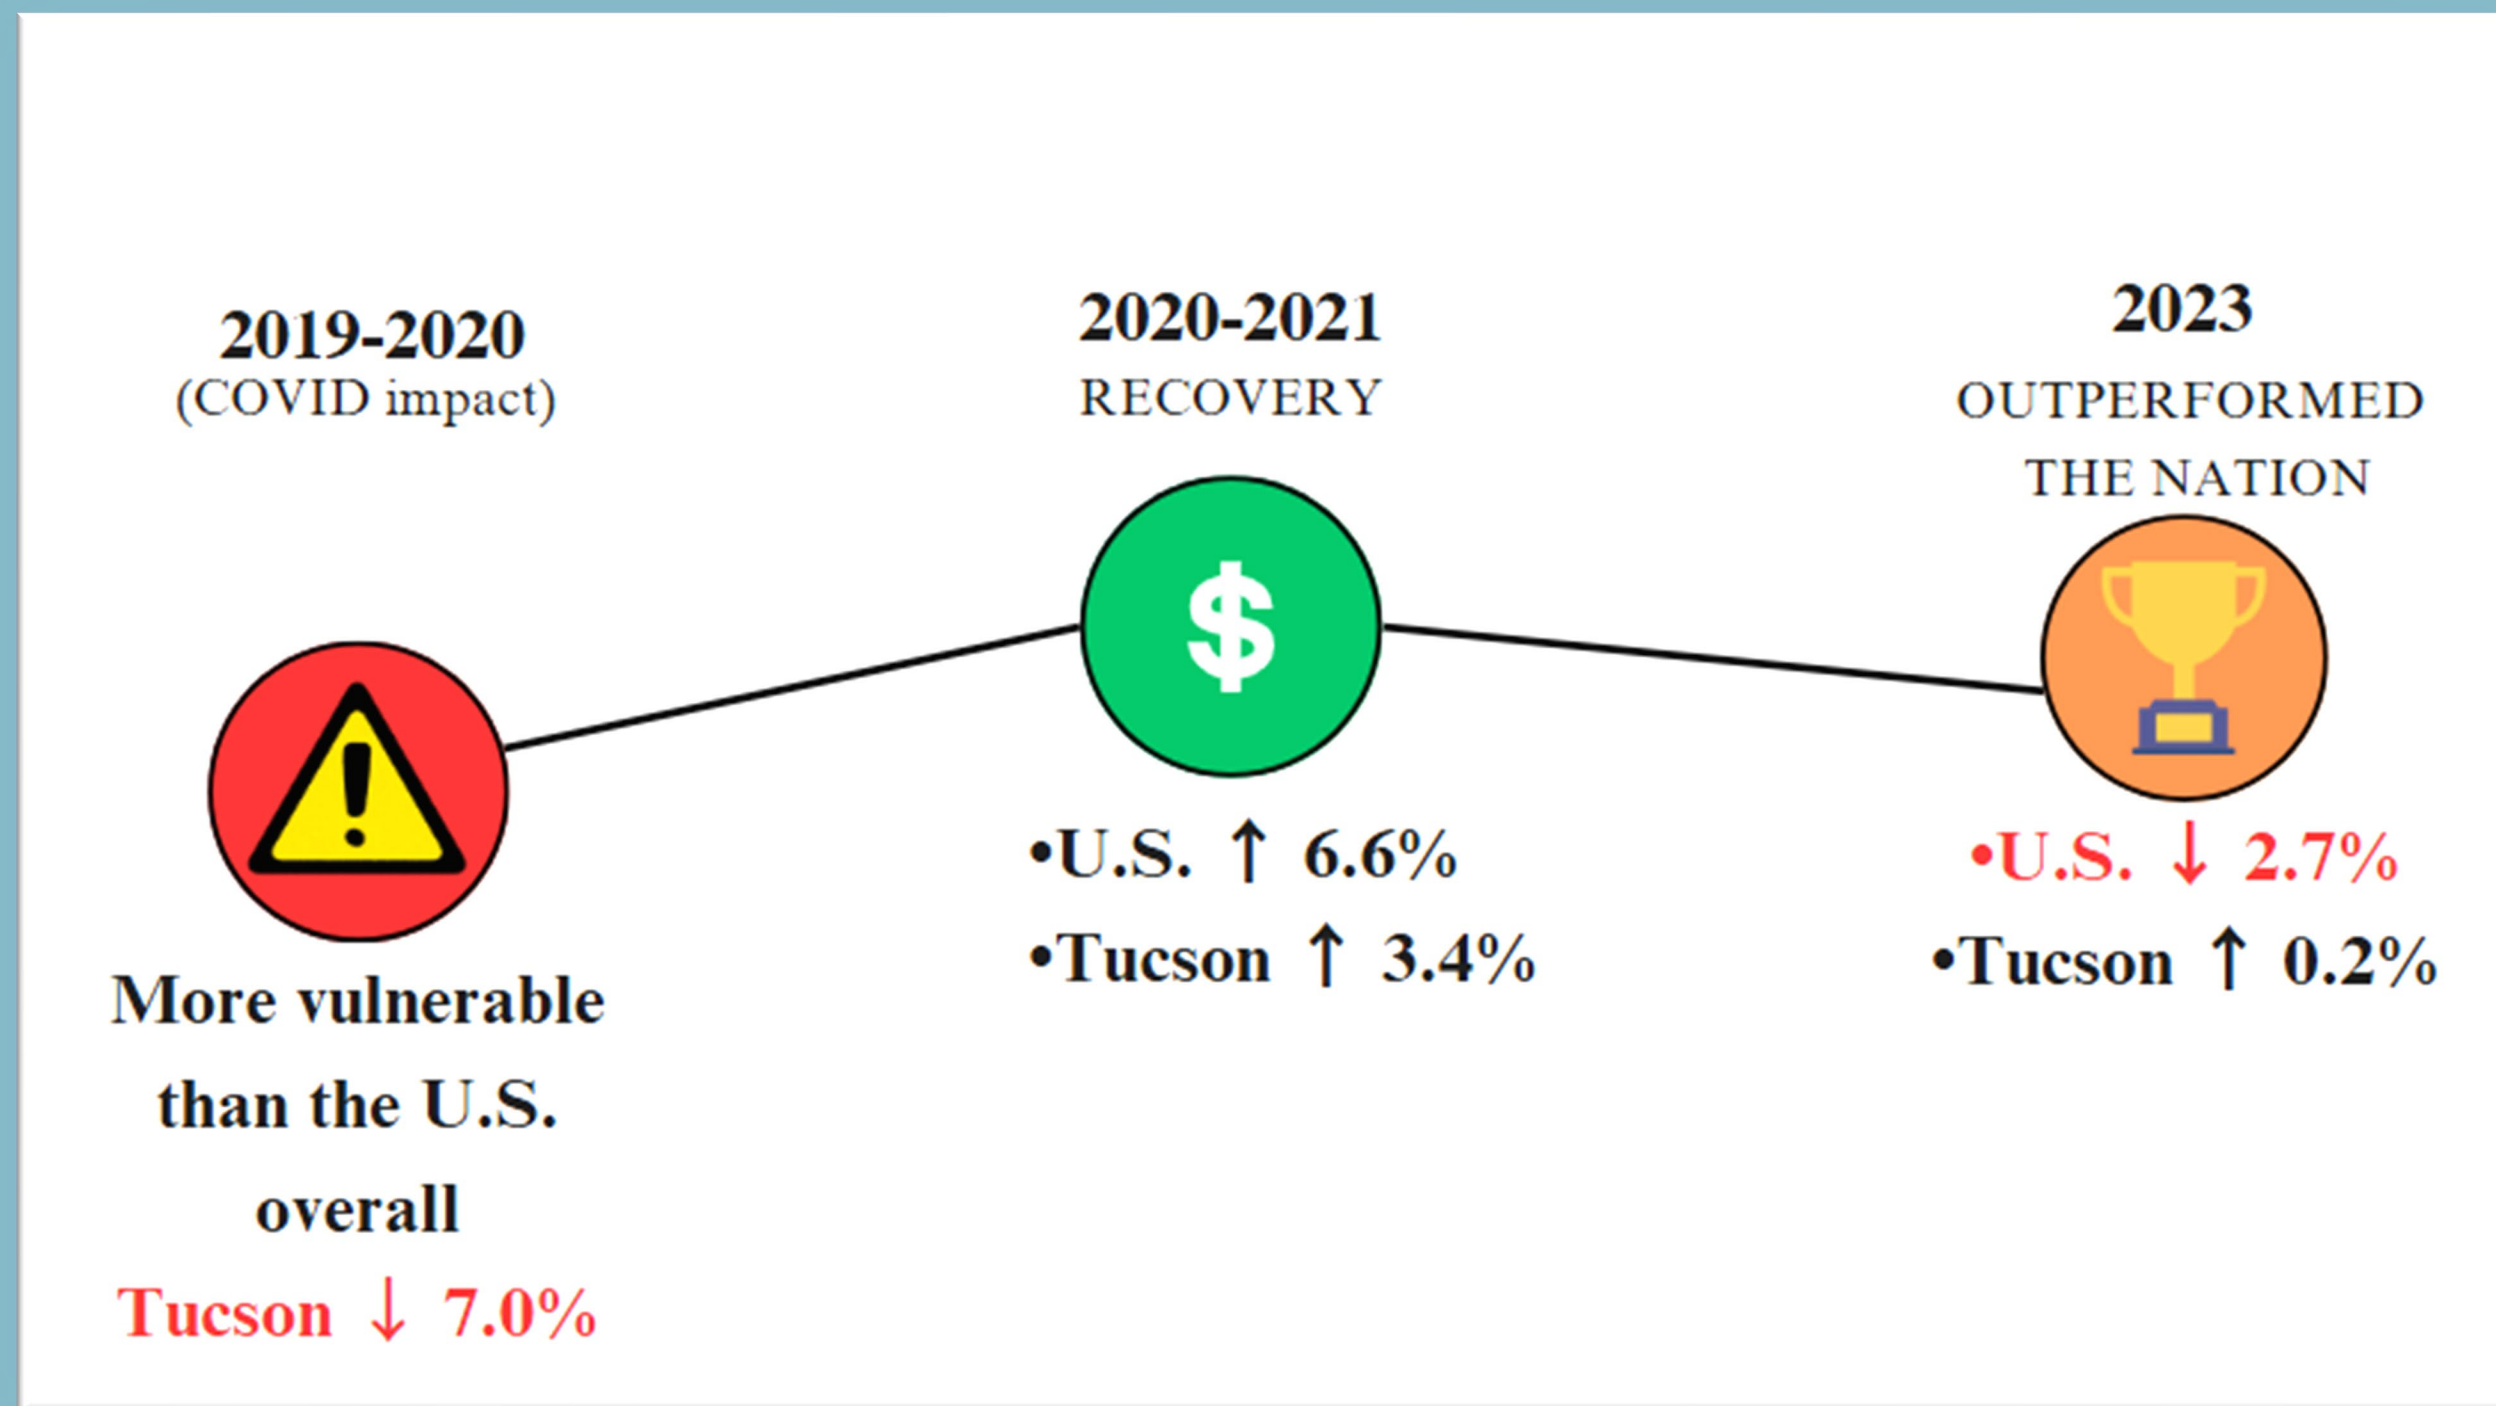 2019-2020
(COVID impact)
More vulnerable
than the U.S.
overall
Tucson ↓ 7.0%
2020-2021
RECOVERY
$
•U.S. ↑ 6.6%
•Tucson ↑ 3.4%
2023
OUTPERFORMED
THE NATION
•U.S. ↓ 2.7%
•Tucson ↑ 0.2%